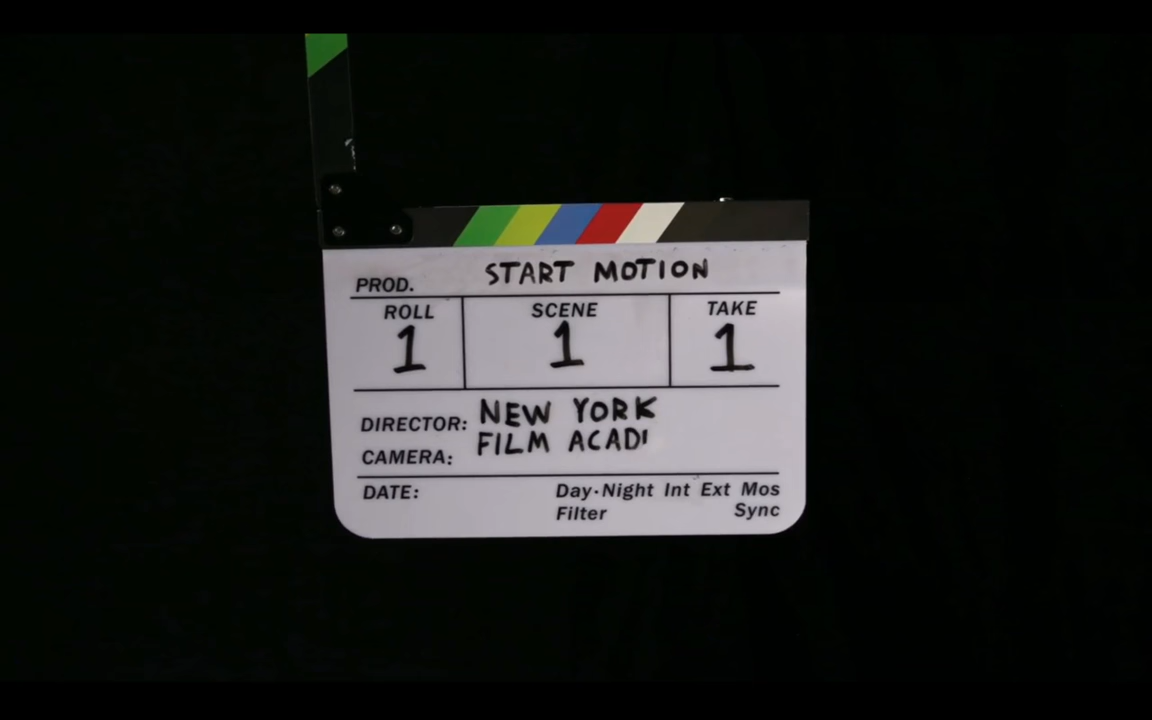 PROD. START MOTION
ROLL SCENE TAKE
1 1 1
DIRECTOR: NEW YORK
FILM
CAMERA:
DATE: Day·Night Int Ext Mos
Filter Sync